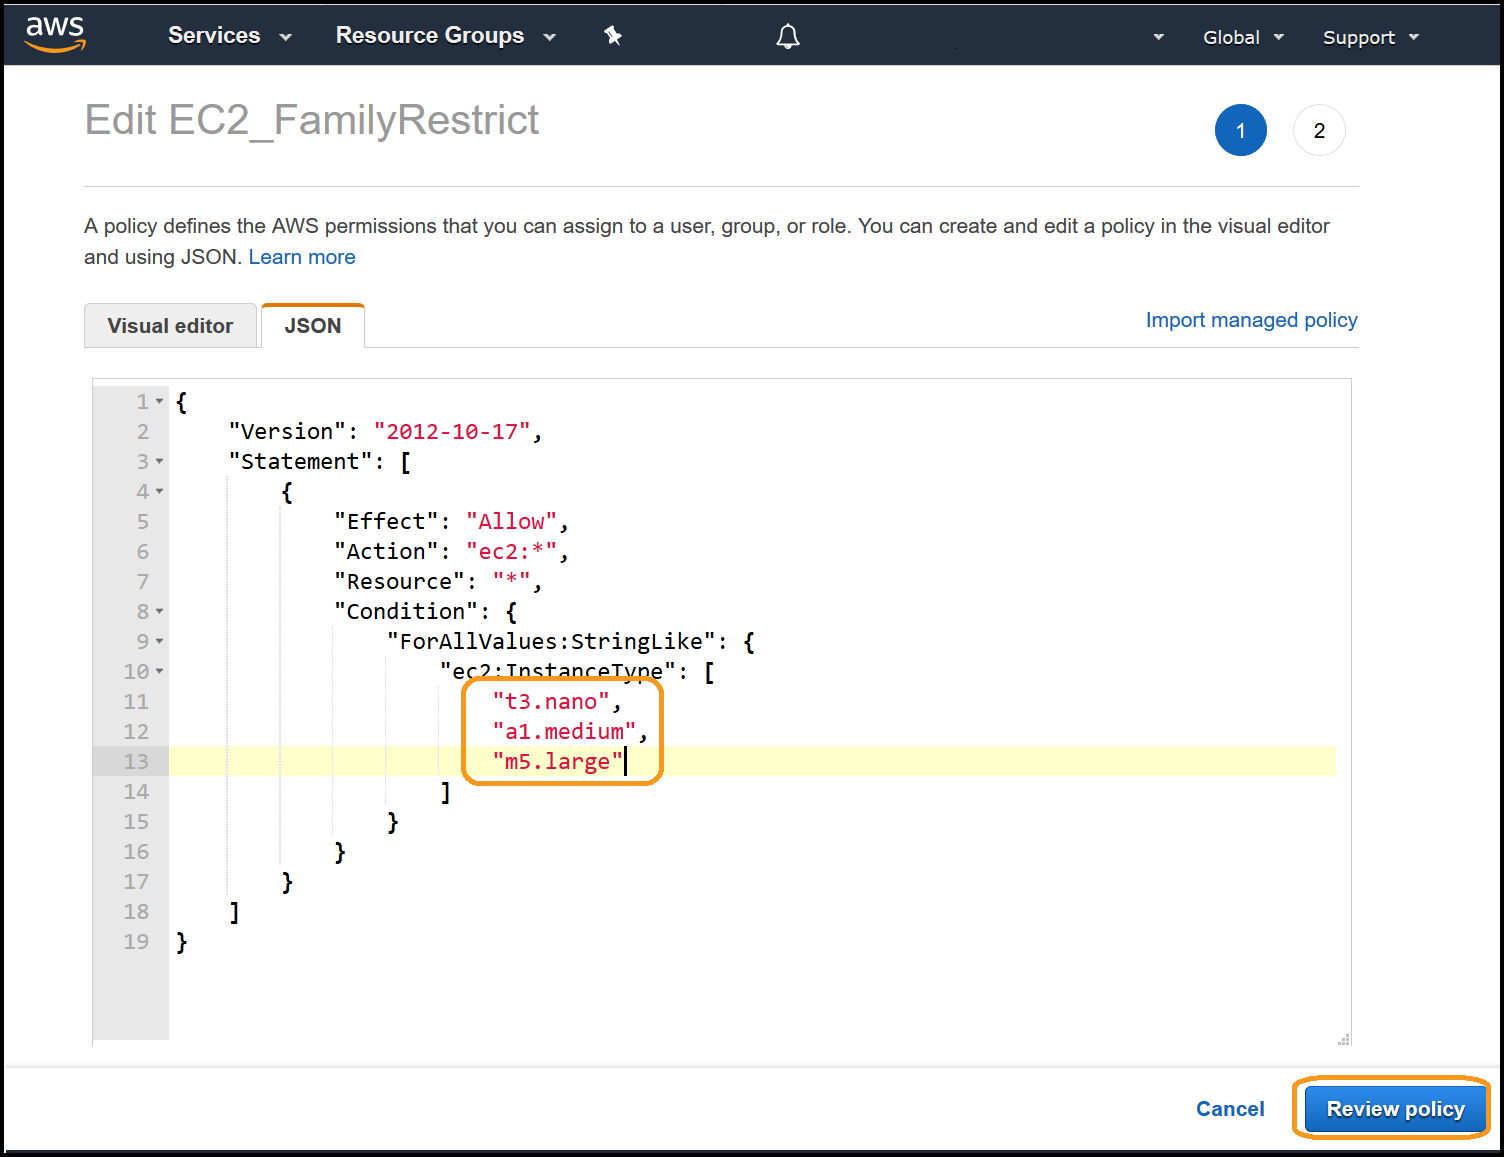 aws Services Resource Groups Global Support
Edit EC2_FamilyRestrict
1 2
A policy defines the AWS permissions that you can assign to a user, group, or role. You can create and edit a policy in the visual editor
and using JSON. Learn more
Visual editor JSON Import managed policy
1 {
2 "Version": "2012-10-17",
3 "Statement": [
4 {
5 "Effect": "Allow",
6 "Action": "ec2:*",
7 "Resource": "*",
8 "Condition": {
9 "ForAllValues:StringLike": {
10 "ec2:InstanceType": [
11 "t3.nano",
12 "a1.medium",
13 "m5.large"
14 ]
15 }
16 }
17 }
18 ]
19 }
Cancel Review policy